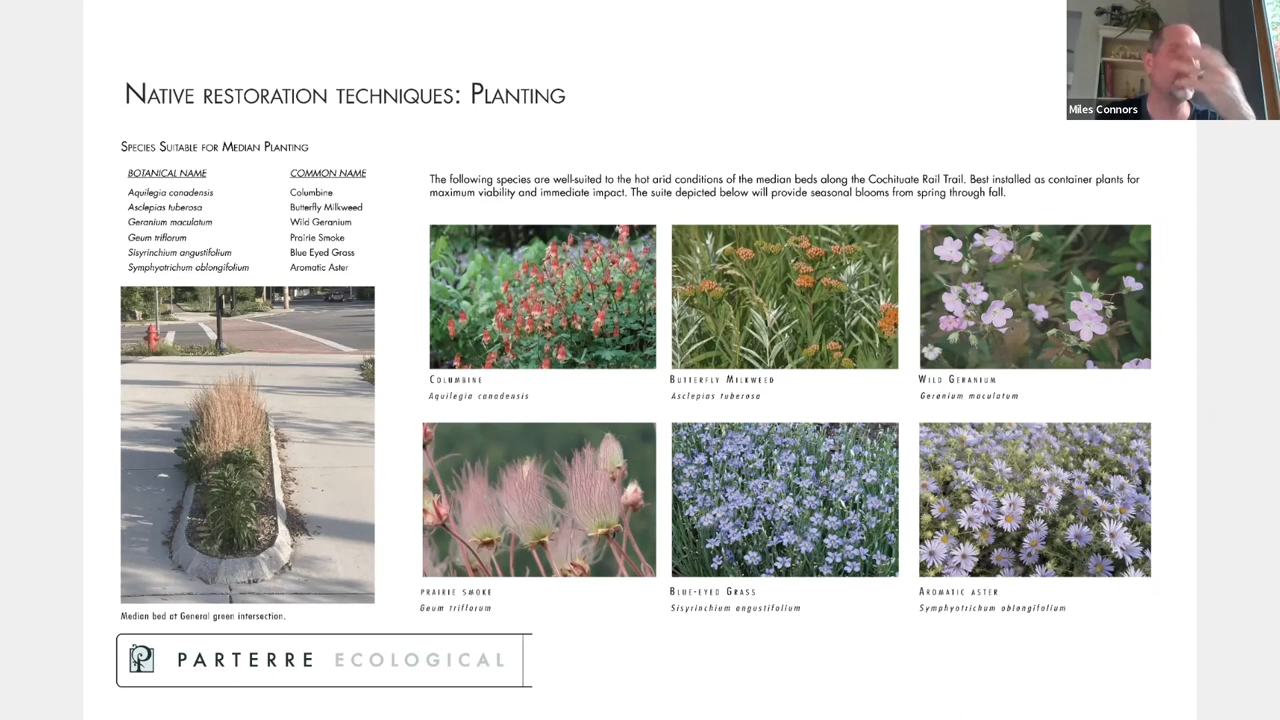 Native restoration techniques: Planting
Miles Connors
Species Suitable for Median Planting
BOTANICAL NAME COMMON NAME
Aquilegia canadensis Columbine
Asclepias tuberosa Butterfly Milkweed
Geranium maculatum Wild Geranium
Geum triflorum Prairie Smoke
Sisyrinchium angustifolium Blue Eyed Grass
Symphyotrichum oblongifolium Aromatic Aster
The following species are well-suited to the hot arid conditions of the median beds along the Cochituate Rail Trail. Best installed as container plants for
maximum viability and immediate impact. The suite depicted below will provide seasonal blooms from spring through fall.
Columbine
Aquilegia canadensis
Butterfly Milkweed
Asclepias tuberosa
Wild Geranium
Geranium maculatum
prairie smoke
Geum triflorum
Blue-eyed Grass
Sisyrinchium angustifolium
Aromatic aster
Symphyotrichum oblongifolium
Median bed at General green intersection.
PARTERRE ECOLOGICAL